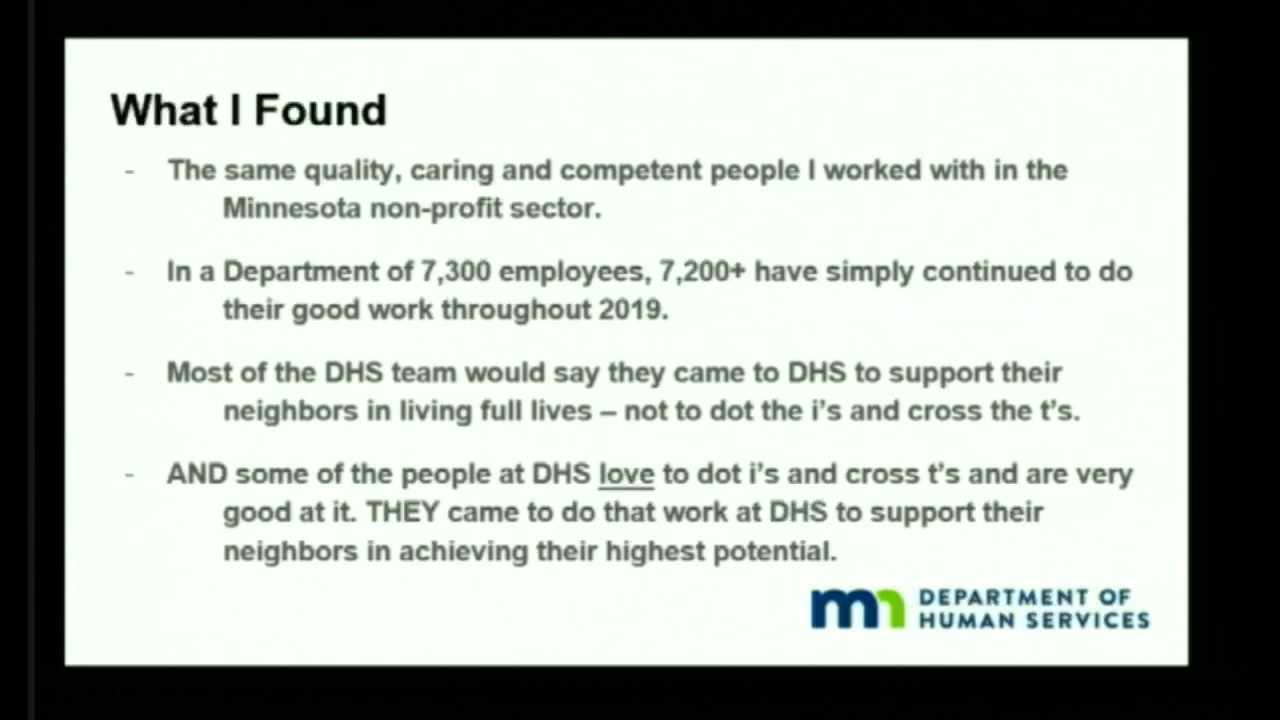 What I Found
- The same quality, caring and competent people I worked with in the
Minnesota non-profit sector.
- In a Department of 7,300 employees, 7,200+ have simply continued to do
their good work throughout 2019.
- Most of the DHS team would say they came to DHS to support their
neighbors in living full lives – not to dot the i’s and cross the t’s.
- AND some of the people at DHS love to dot i’s and cross t’s and are very
good at it. THEY came to do that work at DHS to support their
neighbors in achieving their highest potential.
mn DEPARTMENT OF
HUMAN SERVICES